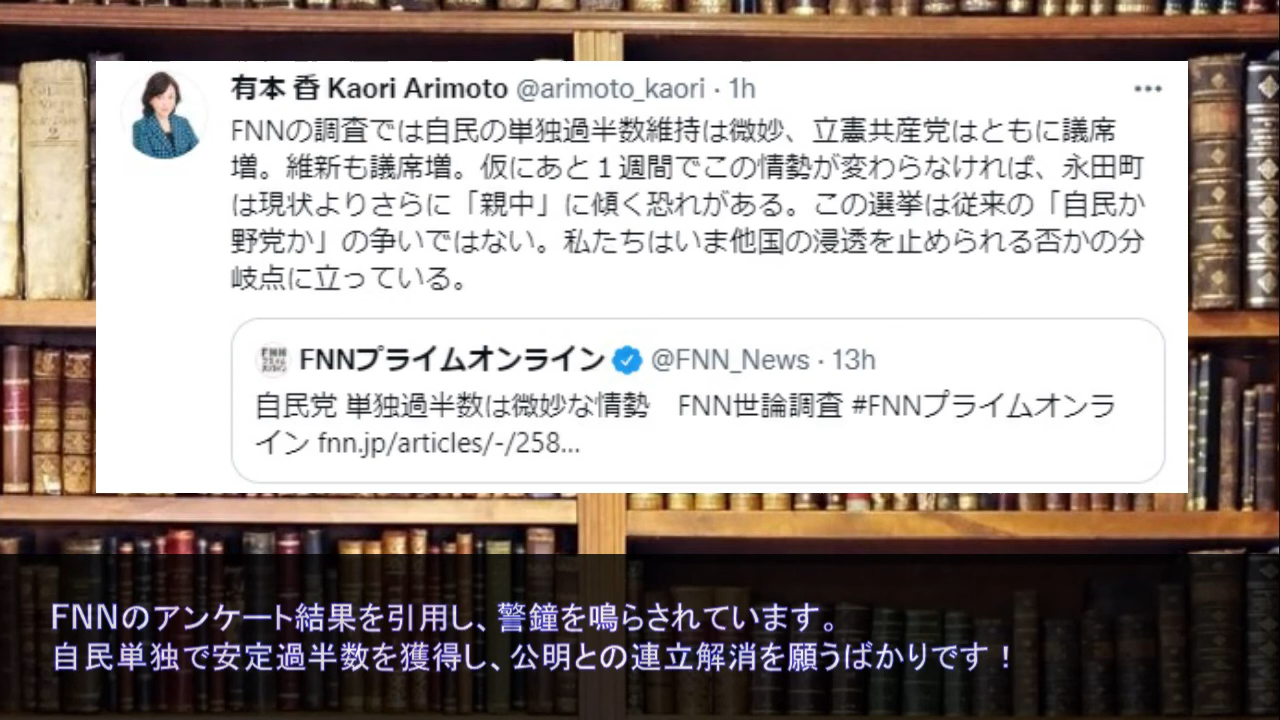 有本 香 Kaori Arimoto @arimoto_kaori · 1h
FNNの調査では自民の単独過半数維持は微妙、立憲共産党はともに議席
増。維新も議席増。仮にあと１週間でこの情勢が変わらなければ、永田町
は現状よりさらに「親中」に傾く恐れがある。この選挙は従来の「自民か
野党か」の争いではない。私たちはいま他国の浸透を止められる否かの分
岐点に立っている。
FNNプライムオンライン @FNN_News · 13h
自民党 単独過半数は微妙な情勢　FNN世論調査 #FNNプライムオンラ
イン fnn.jp/articles/-/258...
FNNのアンケート結果を引用し、警鐘を鳴らされています。
自民単独で安定過半数を獲得し、公明との連立解消を願うばかりです！